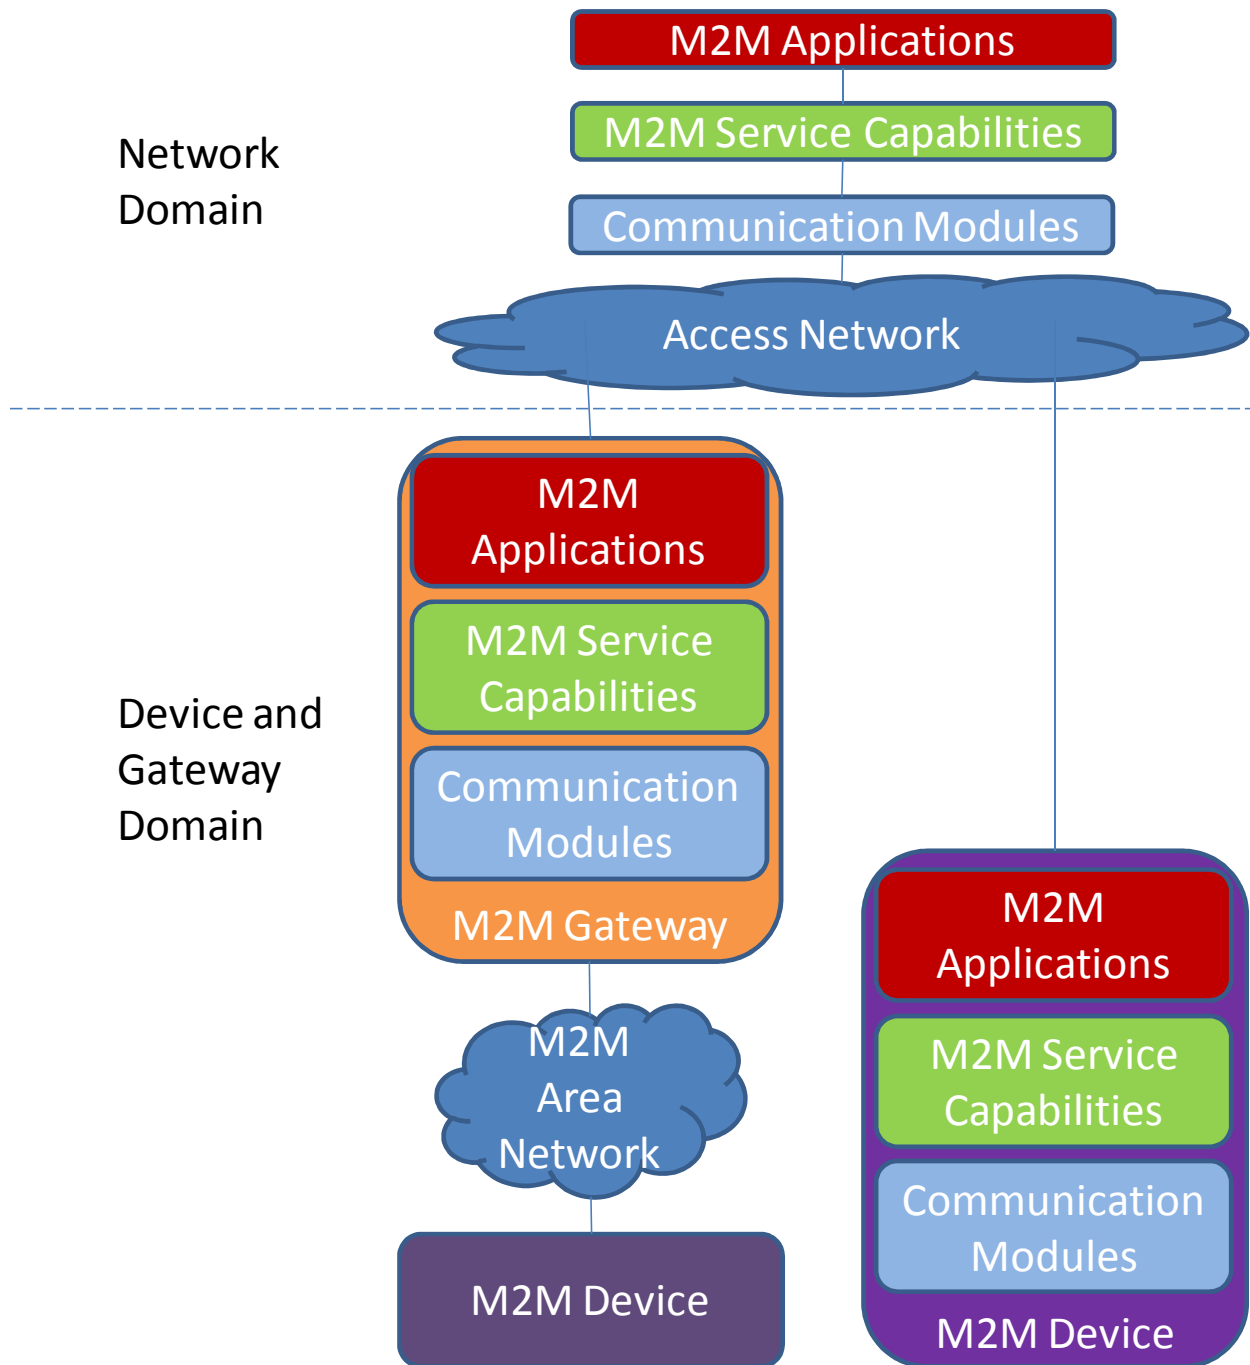 M2M Applications
M2M Service Capabilities
Network
Domain
Communication Modules
Access Network
M2M
Applications
M2M Service
Capabilities
Device and
Gateway
Domain
Communication
Modules
M2M Gateway
M2M
Applications
M2M Service
Capabilities
Communication
Modules
M2M Device
M2M
Area
Network
M2M Device